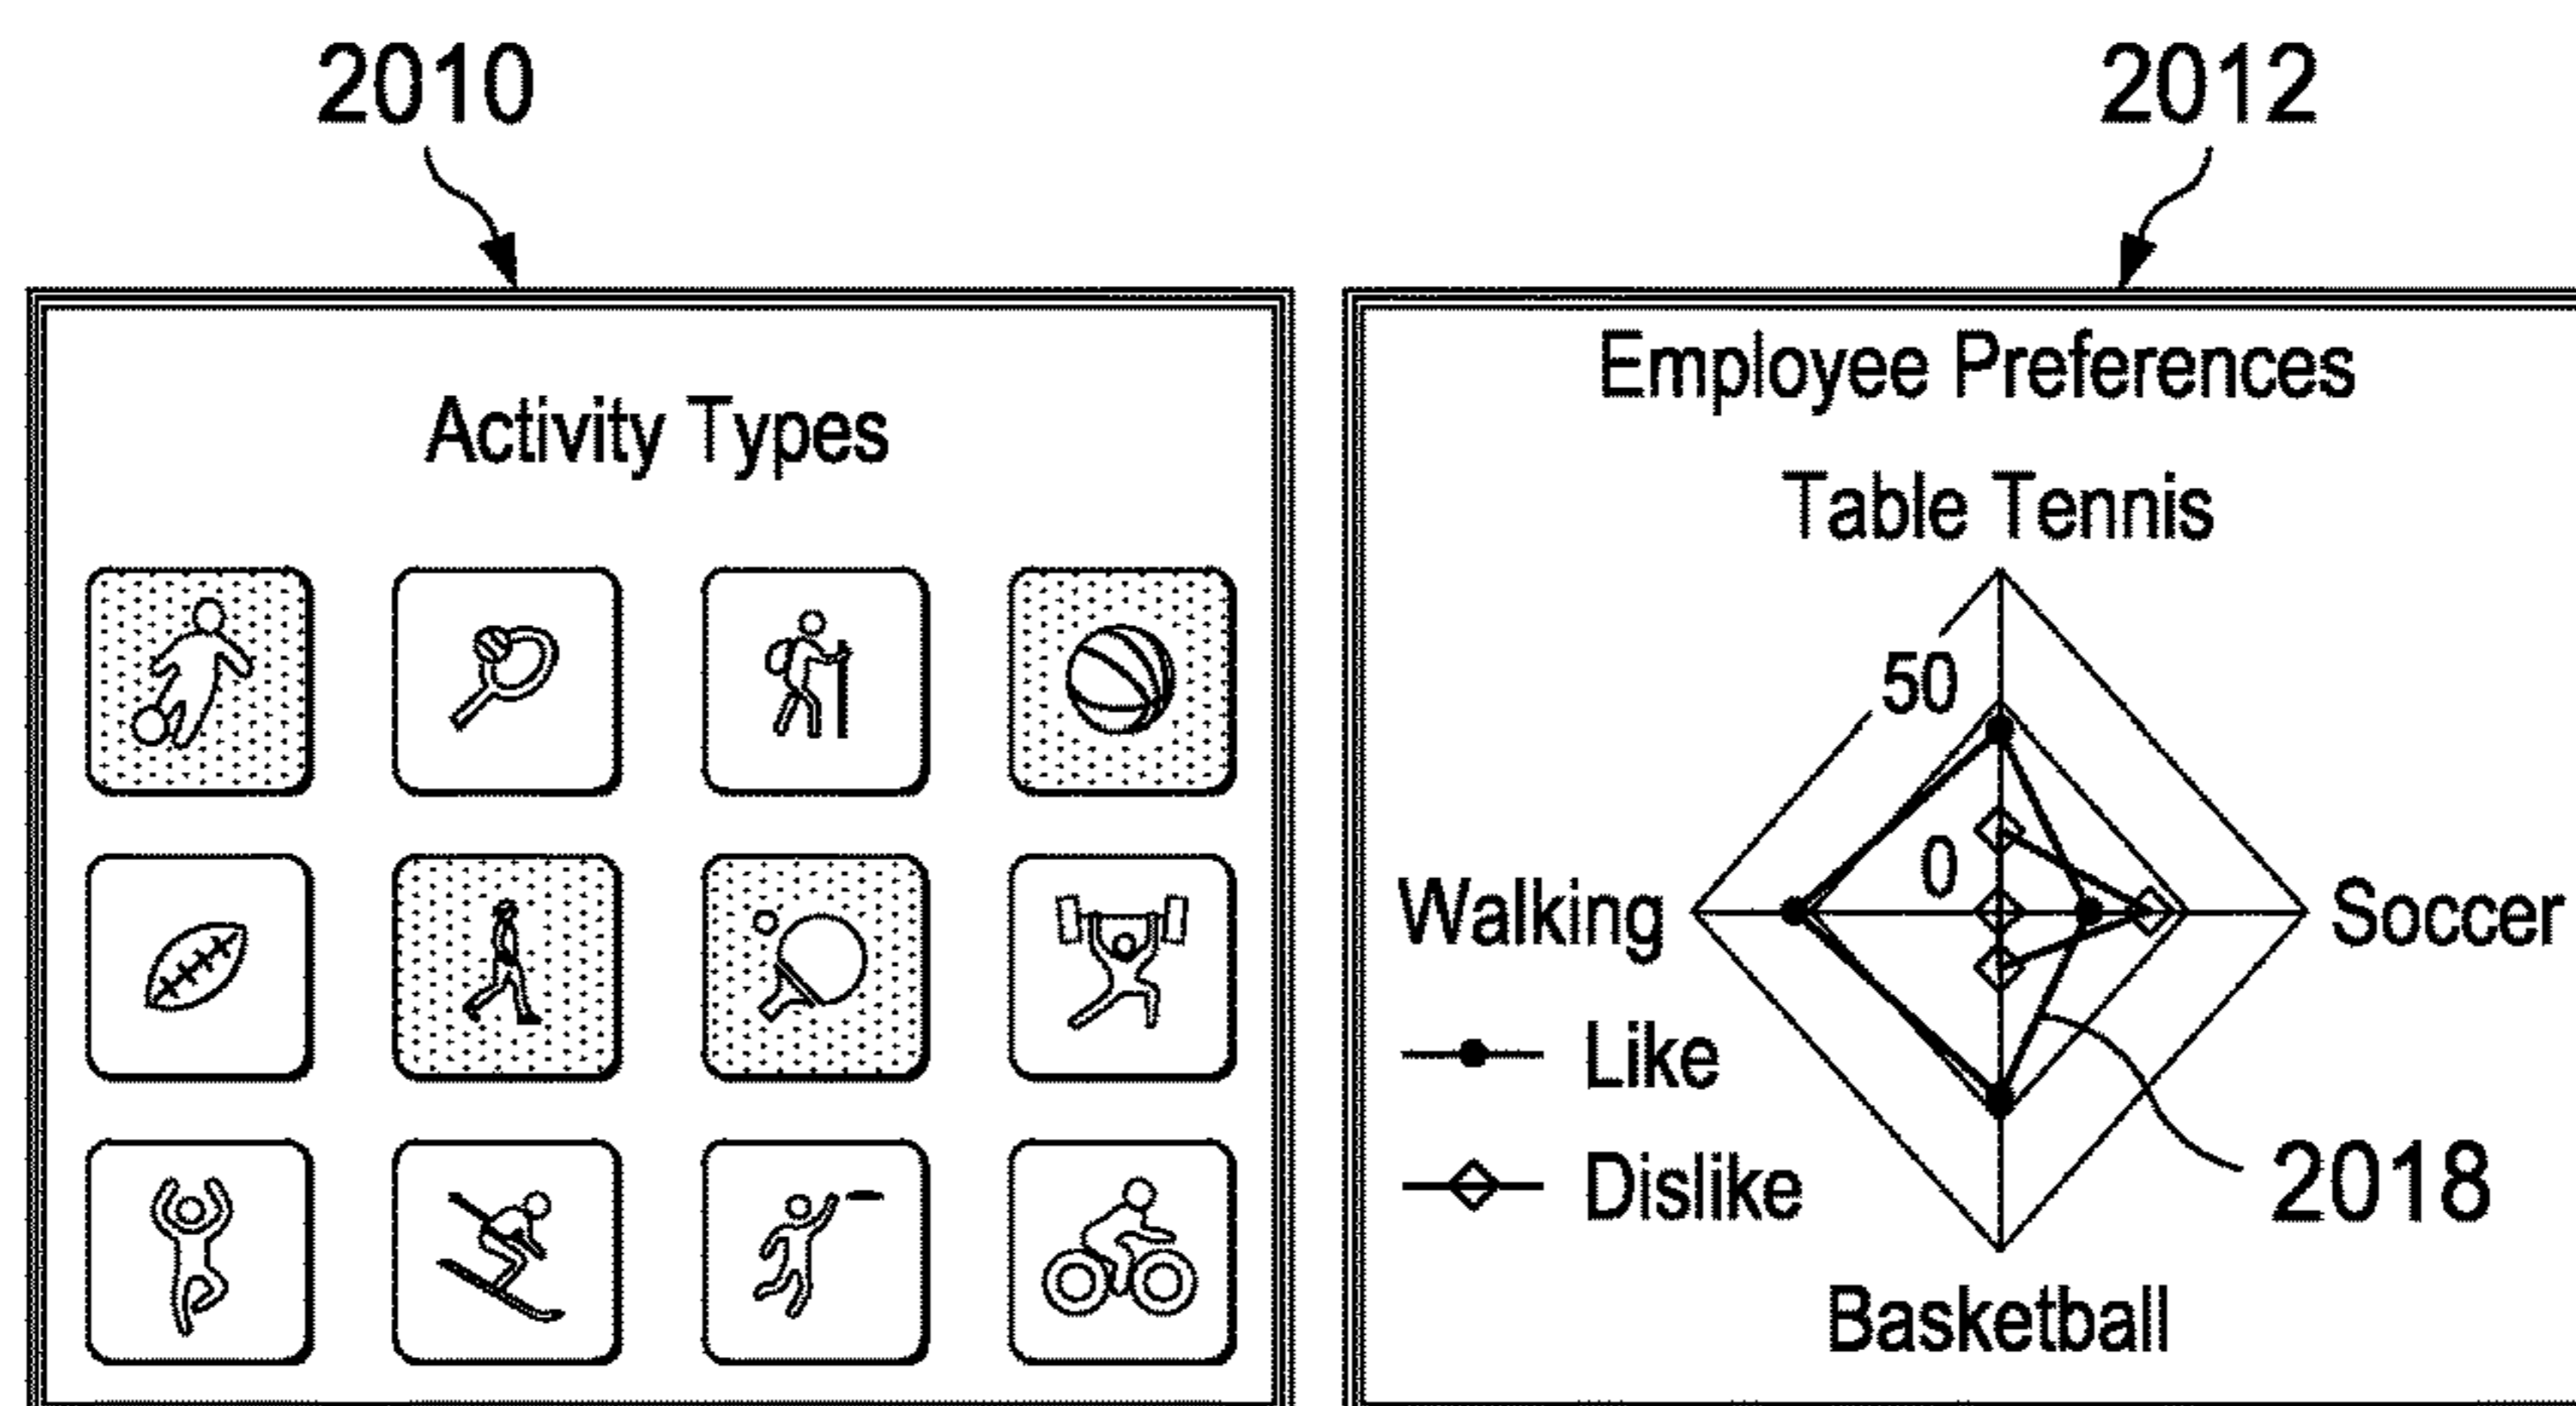 2010
2012
Activity Types
Employee Preferences
Table Tennis
50
0
Walking
Soccer
Like
Dislike
2018
Basketball